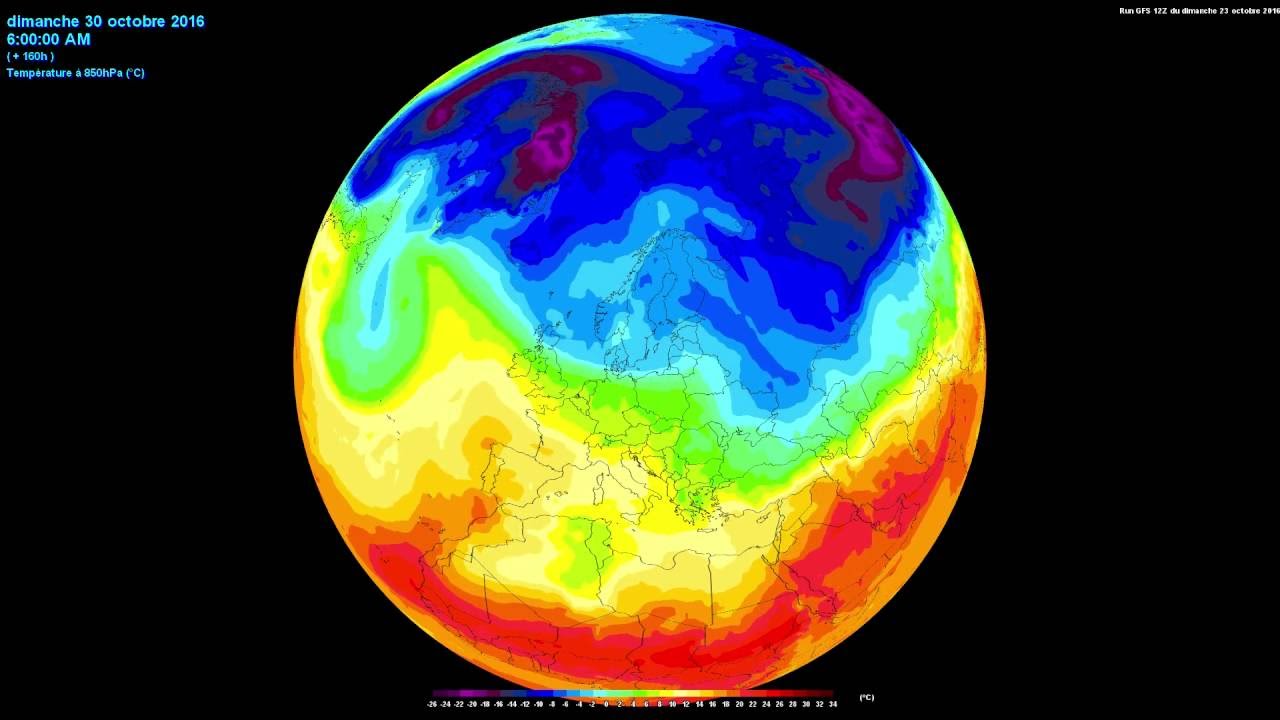 dimanche 30 octobre 2016
6:00:00 AM
( + 160h )
Température à 850hPa (°C)
Run GFS 12Z du dimanche 23 octobre 2016
-26 -24 -22 -20 -18 -16 -14 -12 -10 -8 -6 -4 -2 0 2 4 6 8 10 12 14 16 18 20 22 24 26 28 30 32 34
(°C)